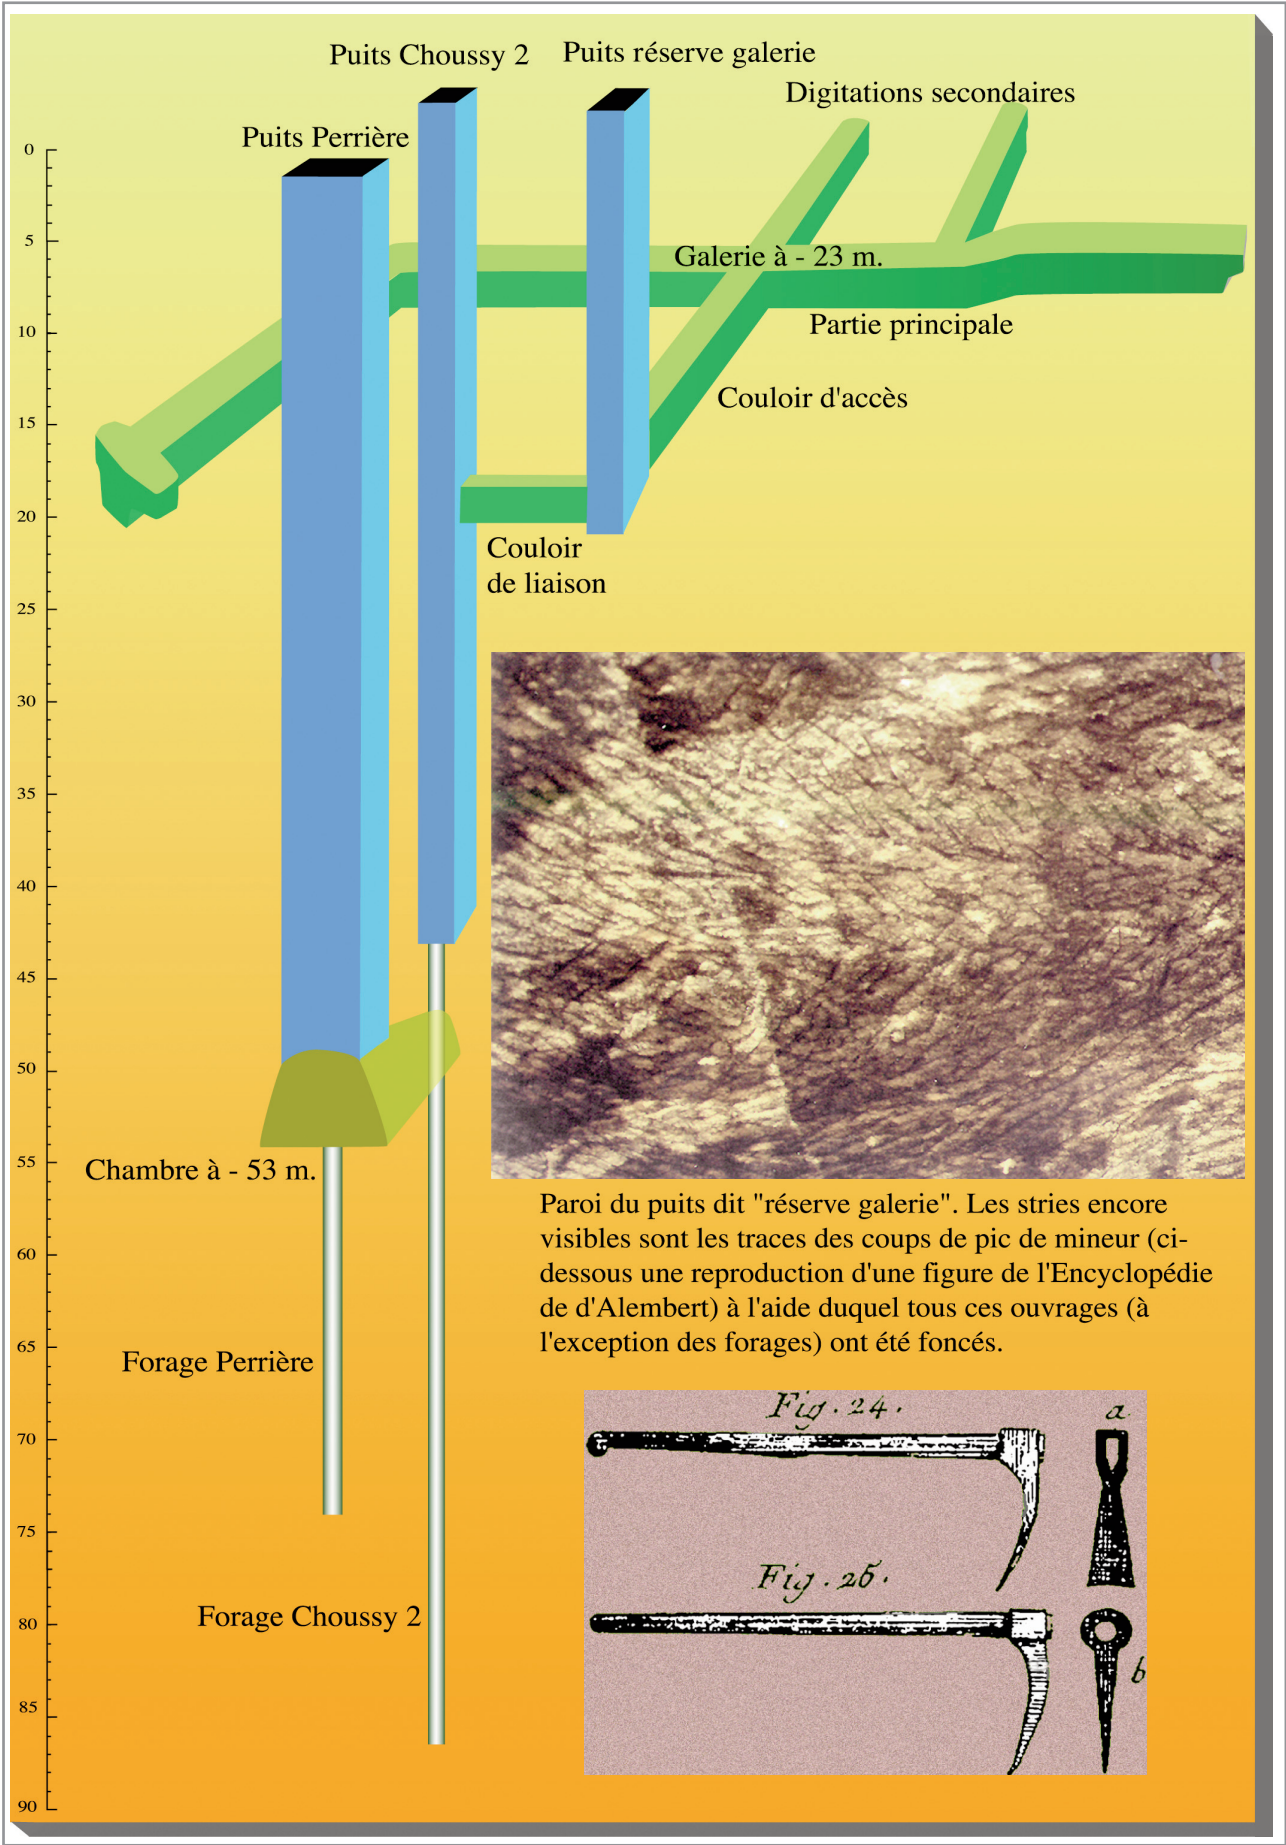 Puits Choussy 2
Puits réserve galerie
Digitations secondaires
Puits Perrière
0
5
Galerie à - 23 m.
10
Partie principale
Couloir d'accès
15
20
Couloir
de liaison
25
30
35
40
45
50
55
Chambre à - 53 m.
Paroi du puits dit "réserve galerie". Les stries encore
visibles sont les traces des coups de pic de mineur (ci-
dessous une reproduction d'une figure de l'Encyclopédie
de d'Alembert) à l'aide duquel tous ces ouvrages (à
l'exception des forages) ont été foncés.
60
65
Forage Perrière
70
Fig. 24.
a
75
Fig. 25.
80
Forage Choussy 2
b
85
90